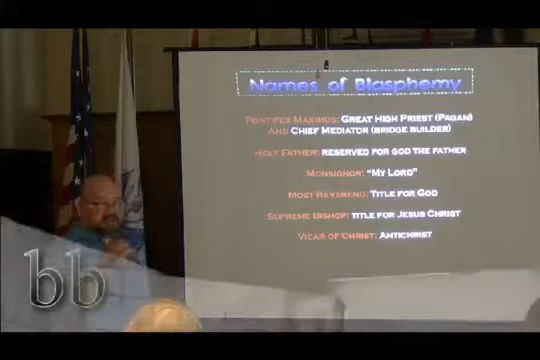 Names of Blasphemy
Pontifex Maximus: Great High Priest (Pagan)
and Chief Mediator (bridge builder)
Holy Father: reserved for god the father
Monsignor: “My Lord”
Most Reverend: Title for God
Supreme Bishop: title for Jesus Christ
Vicar of Christ: Antichrist
bb